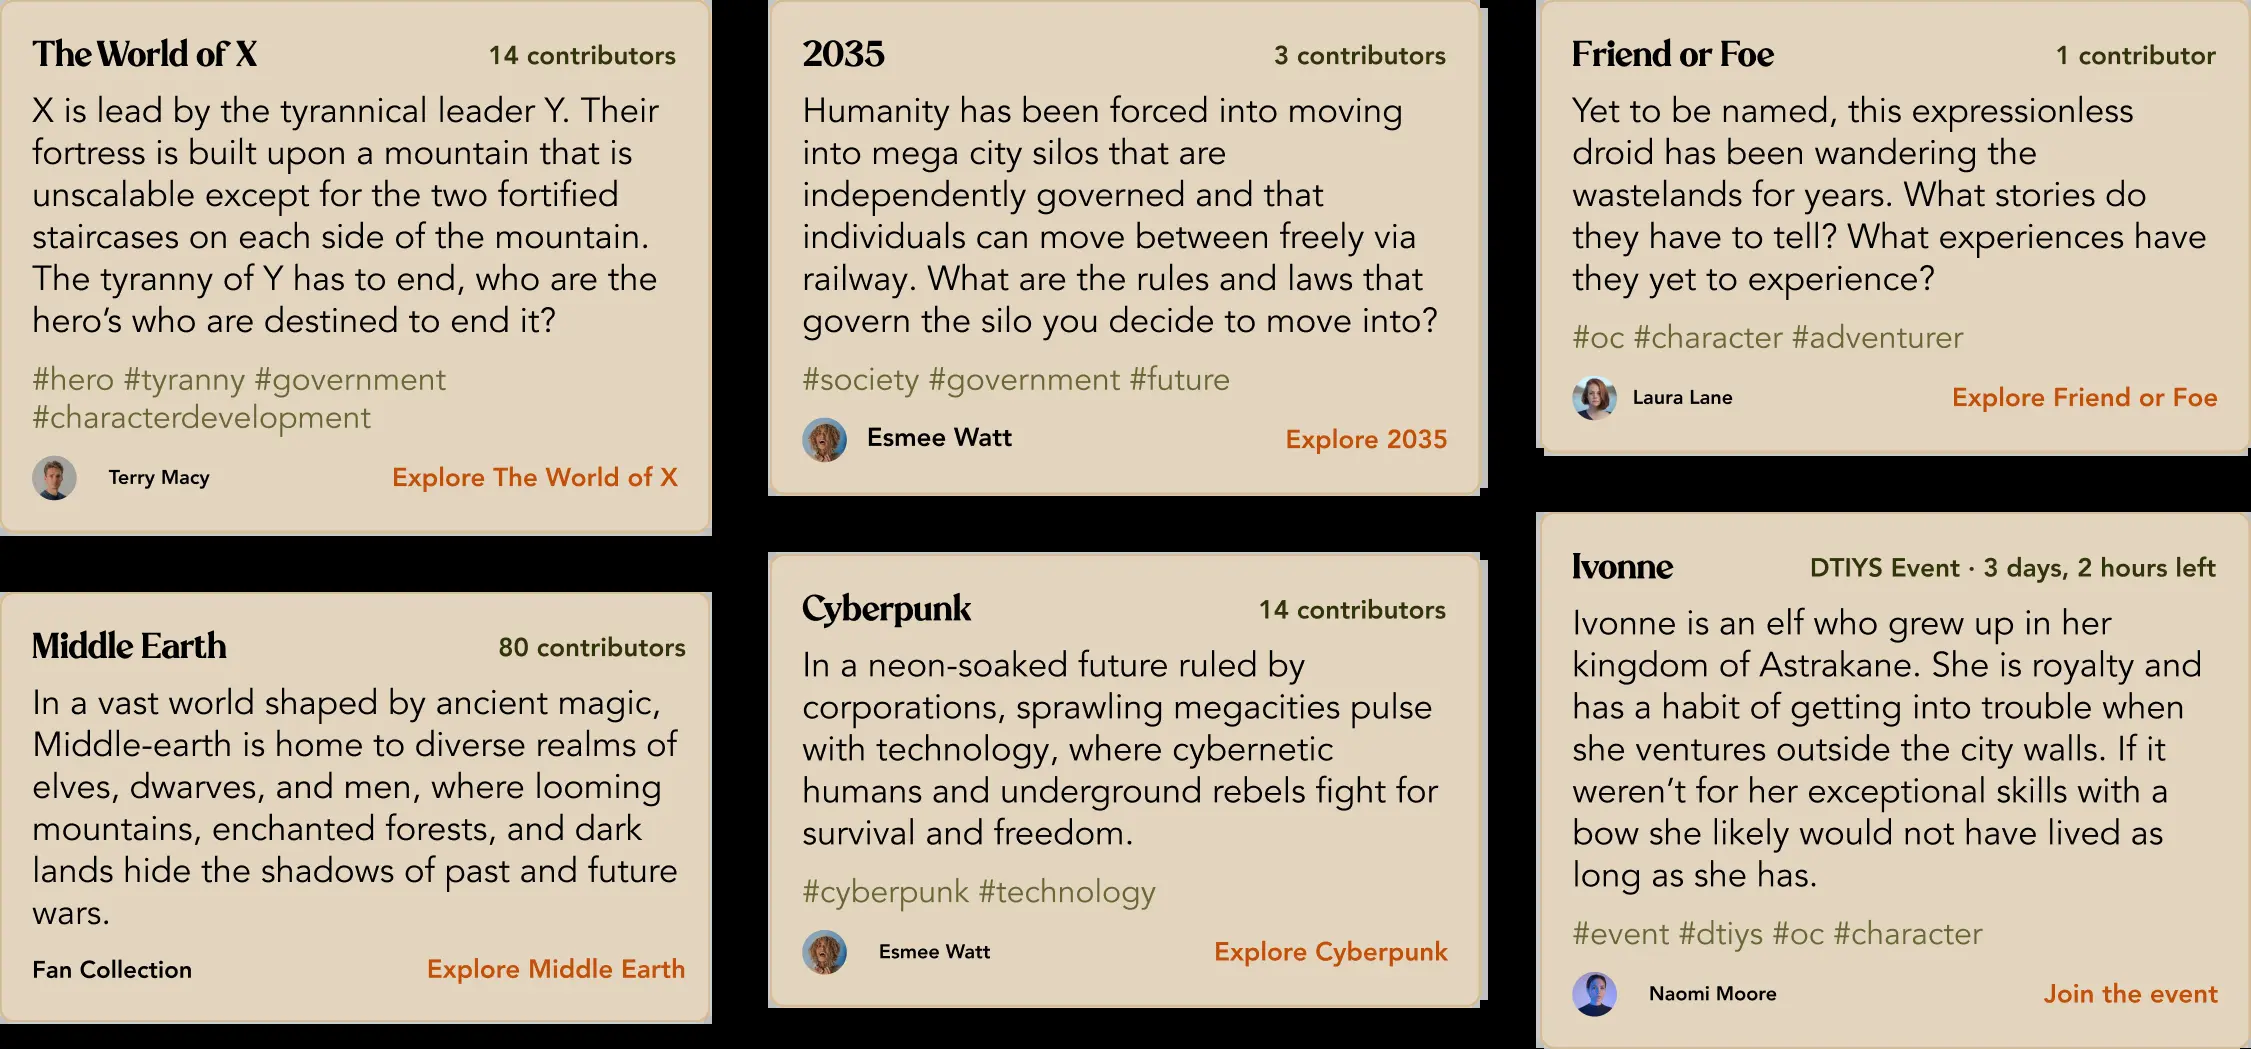 The World of X
14 contributors
X is lead by the tyrannical leader Y. Their
fortress is built upon a mountain that is
unscalable except for the two fortified
staircases on each side of the mountain.
The tyranny of Y has to end, who are the
hero’s who are destined to end it?
#hero #tyranny #government
#characterdevelopment
Terry Macy
Explore The World of X
Middle Earth
80 contributors
In a vast world shaped by ancient magic,
Middle-earth is home to diverse realms of
elves, dwarves, and men, where looming
mountains, enchanted forests, and dark
lands hide the shadows of past and future
wars.
Fan Collection
Explore Middle Earth
2035
3 contributors
Humanity has been forced into moving
into mega city silos that are
independently governed and that
individuals can move between freely via
railway. What are the rules and laws that
govern the silo you decide to move into?
#society #government #future
Esmee Watt
Explore 2035
Cyberpunk
14 contributors
In a neon-soaked future ruled by
corporations, sprawling megacities pulse
with technology, where cybernetic
humans and underground rebels fight for
survival and freedom.
#cyberpunk #technology
Esmee Watt
Explore Cyberpunk
Friend or Foe
1 contributor
Yet to be named, this expressionless
droid has been wandering the
wastelands for years. What stories do
they have to tell? What experiences have
they yet to experience?
#oc #character #adventurer
Laura Lane
Explore Friend or Foe
Ivonne
DTIYS Event · 3 days, 2 hours left
Ivonne is an elf who grew up in her
kingdom of Astrakane. She is royalty and
has a habit of getting into trouble when
she ventures outside the city walls. If it
weren’t for her exceptional skills with a
bow she likely would not have lived as
long as she has.
#event #dtiys #oc #character
Naomi Moore
Join the event